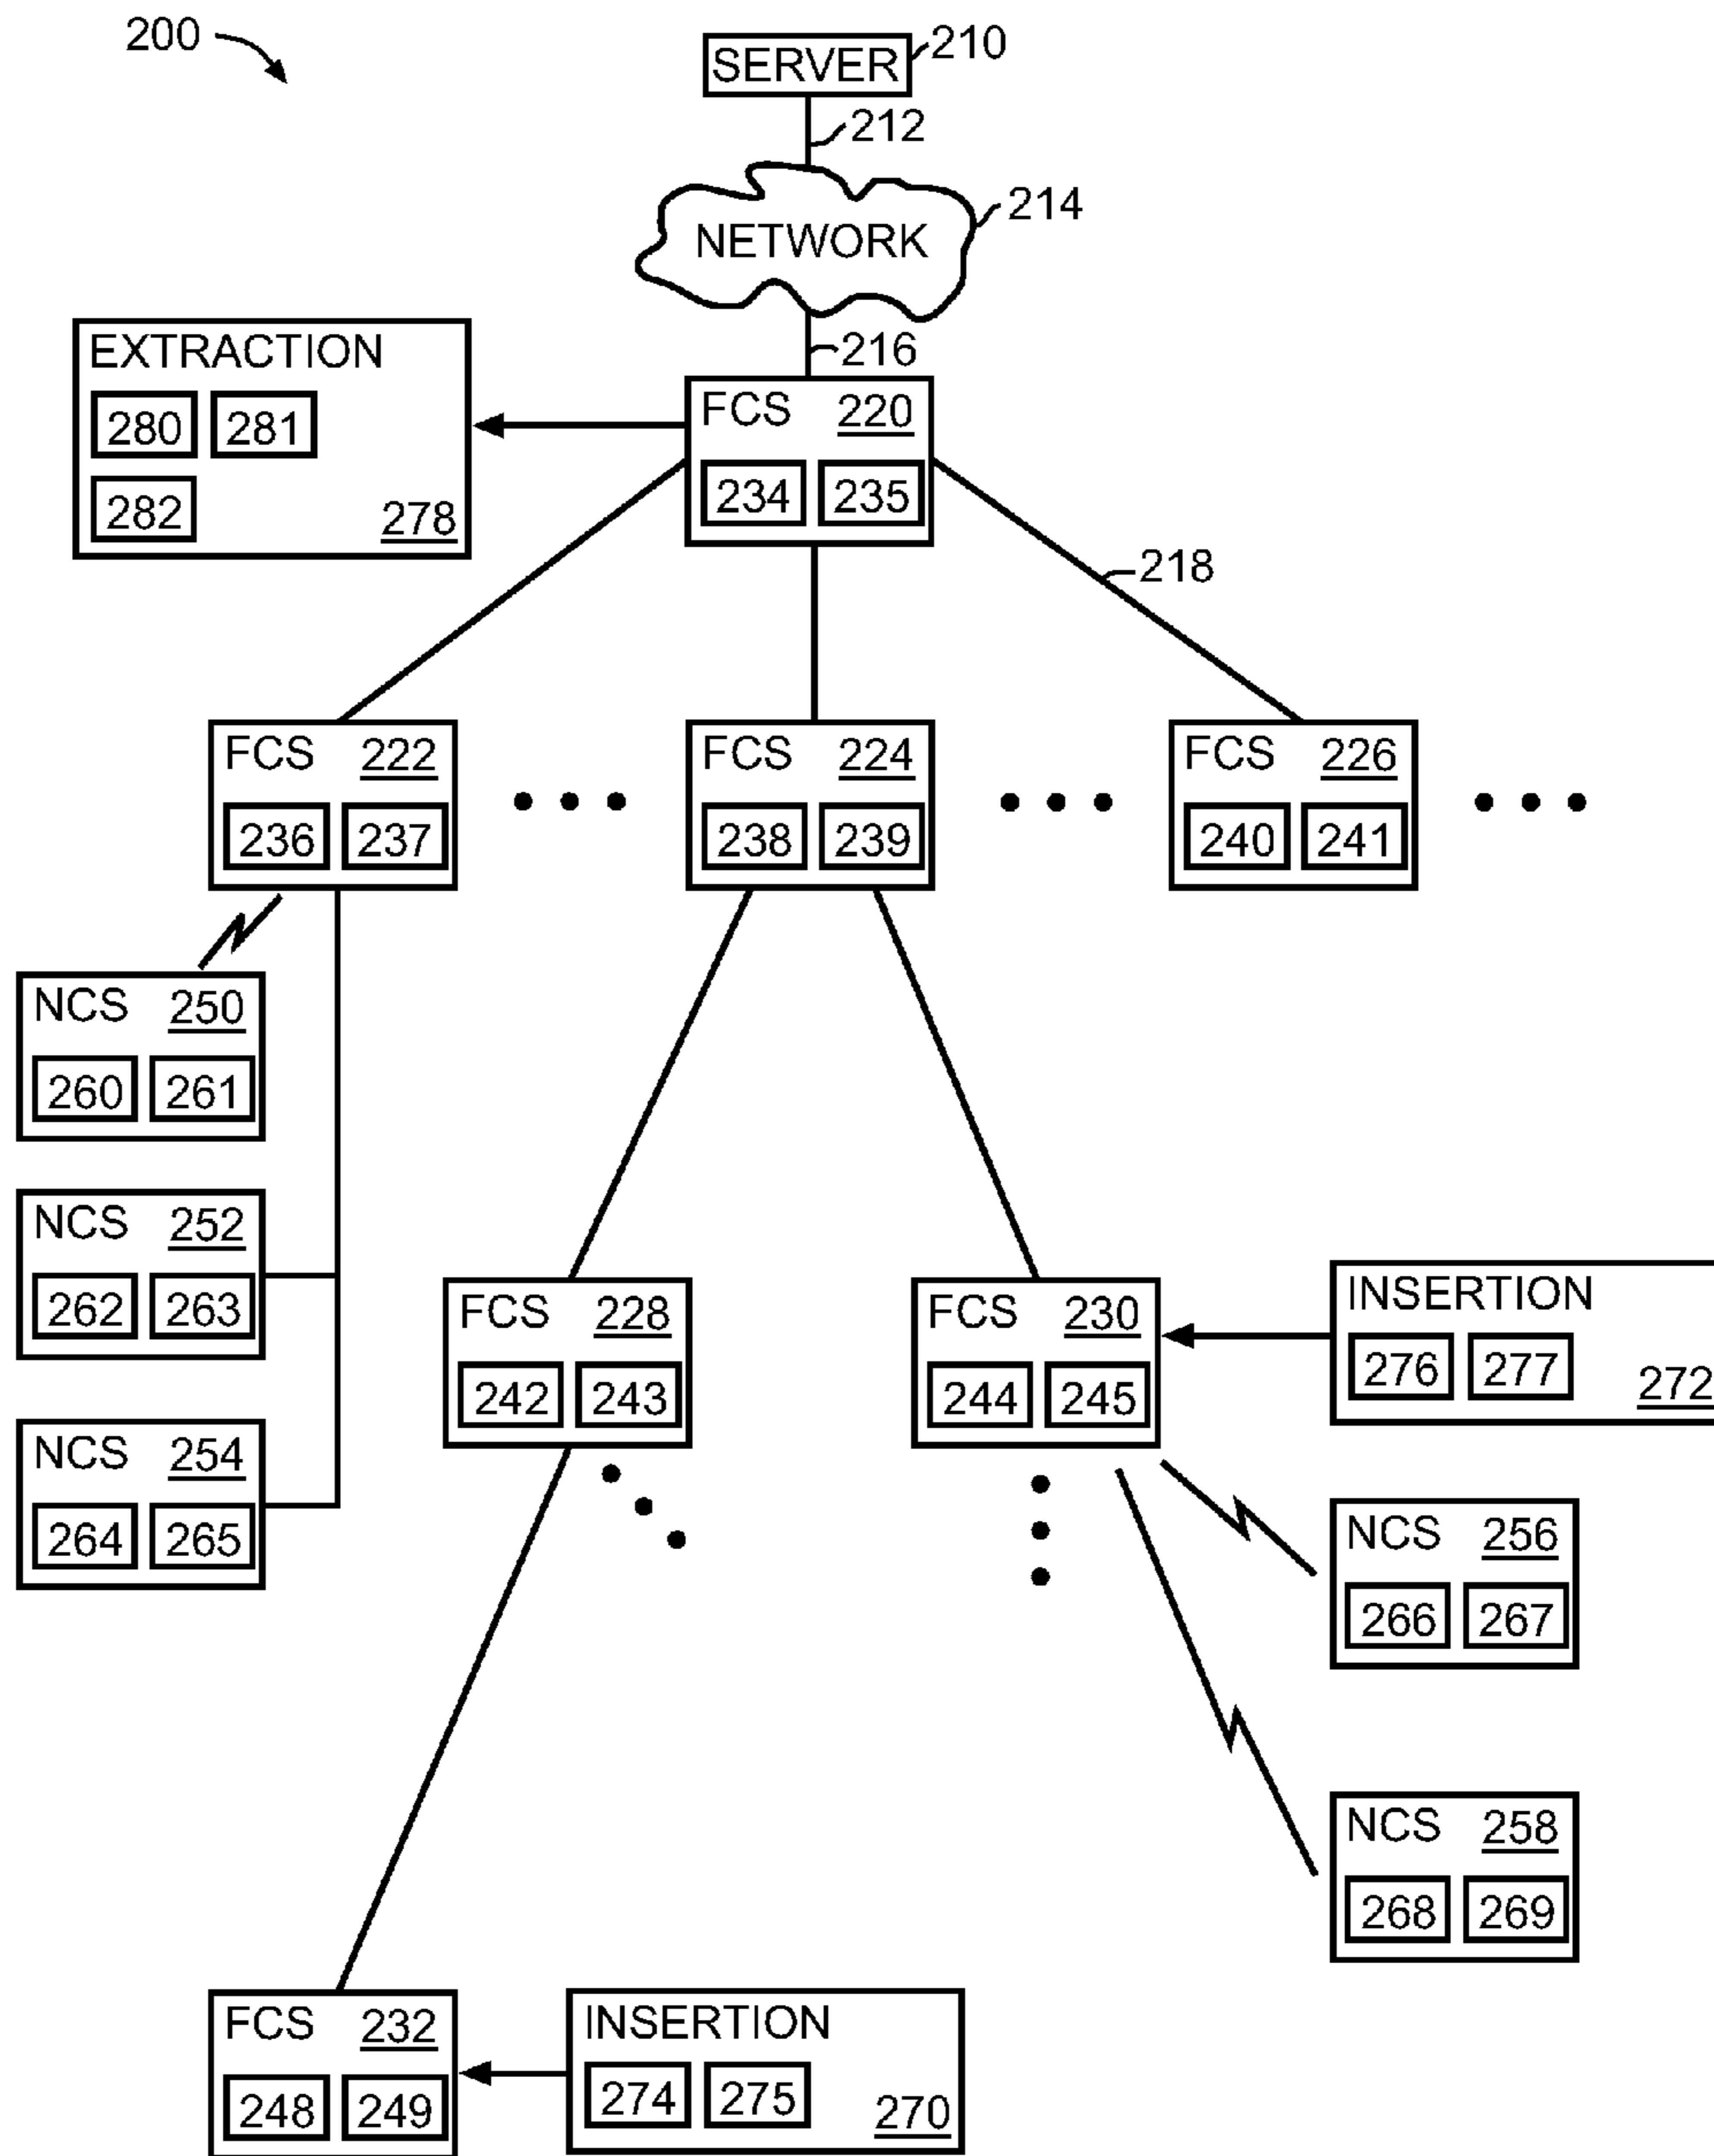 200
SERVER 210
212
NETWORK 214
216
EXTRACTION
280 281
282 278
FCS 220
234 235
218
FCS 222
236 237
FCS 224
238 239
FCS 226
240 241
NCS 250
260 261
NCS 252
262 263
NCS 254
264 265
FCS 228
242 243
FCS 230
244 245
INSERTION
276 277 272
NCS 256
266 267
NCS 258
268 269
FCS 232
248 249
INSERTION
274 275 270